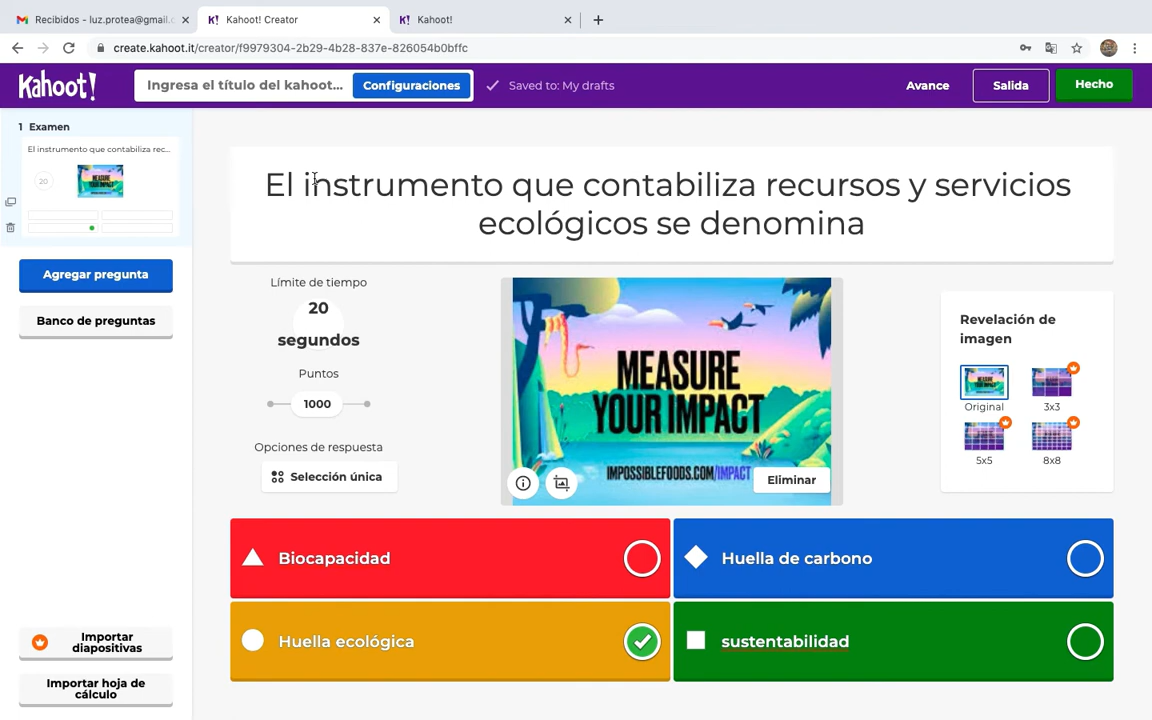 Recibidos – luz.protea@gmail.c
Kahoot! Creator
Kahoot!
create.kahoot.it/creator/f9979304-2b29-4b28-837e-826054b0bffc
Kahoot!
Ingresa el título del kahoot...
Configuraciones
Saved to: My drafts
Avance
Salida
Hecho
1 Examen
El instrumento que contabiliza rec...
20
MEASURE
YOUR IMPACT
Agregar pregunta
Banco de preguntas
Importar
diapositivas
Importar hoja de
cálculo
El instrumento que contabiliza recursos y servicios
ecológicos se denomina
Límite de tiempo
20
segundos
Puntos
1000
Opciones de respuesta
Selección única
MEASURE
YOUR IMPACT
IMPOSSIBLEFOODS.COM/IMPACT
Eliminar
Revelación de
imagen
Original
3x3
5x5
8x8
Biocapacidad
Huella de carbono
Huella ecológica
sustentabilidad